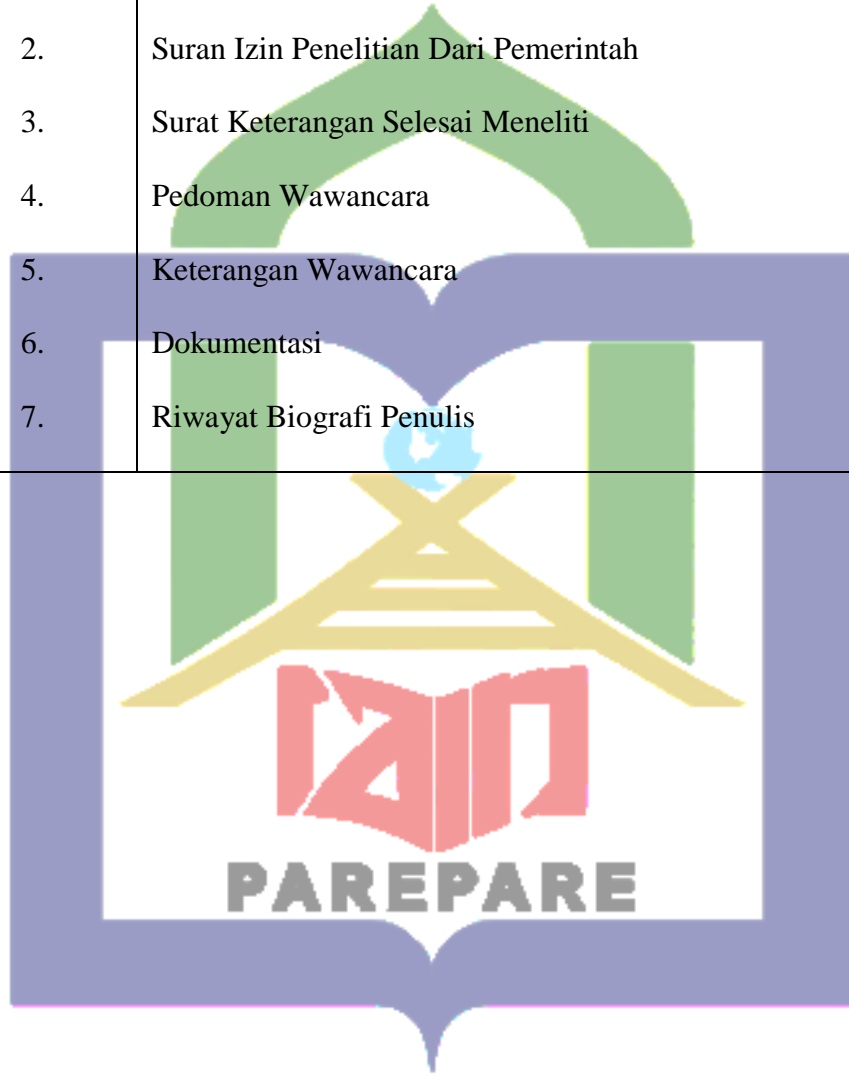 2. Suran Izin Penelitian Dari Pemerintah
3. Surat Keterangan Selesai Meneliti
4. Pedoman Wawancara
5. Keterangan Wawancara
6. Dokumentasi
7. Riwayat Biografi Penulis
iain
PAREPARE